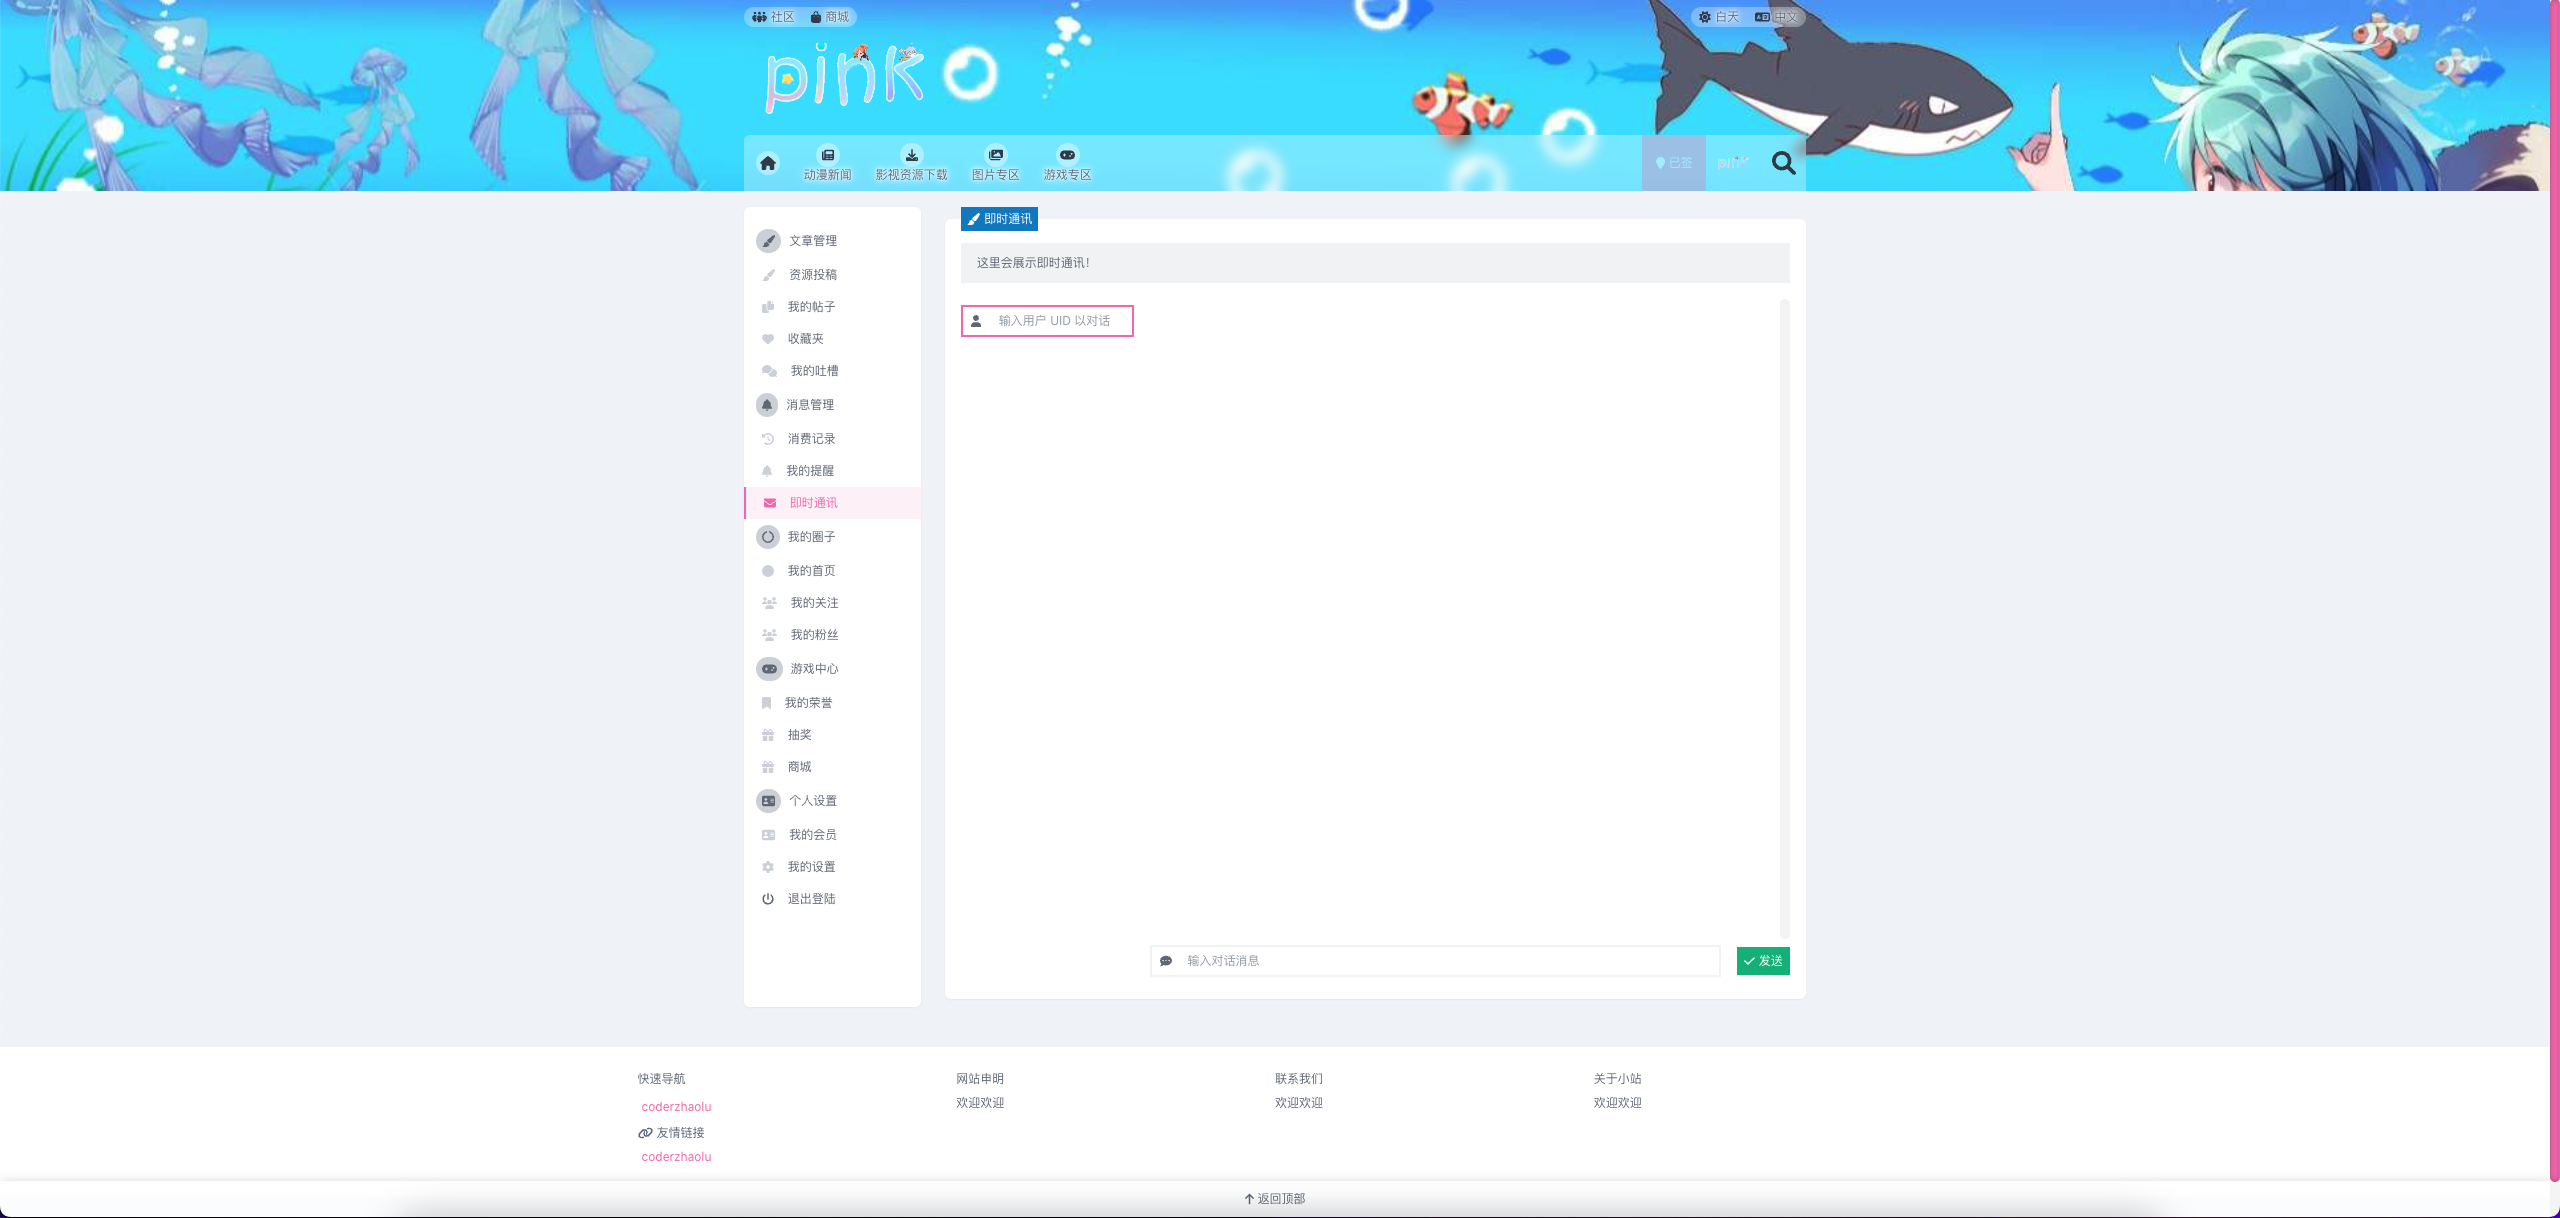 社区 商城
白天 中文
pink
动漫新闻 影视资源下载 图片专区 游戏专区
已签 pink
即时通讯
这里会展示即时通讯！
输入用户 UID 以对话
文章管理
资源投稿
我的帖子
收藏夹
我的吐槽
消息管理
消费记录
我的提醒
即时通讯
我的圈子
我的首页
我的关注
我的粉丝
游戏中心
我的荣誉
抽奖
商城
个人设置
我的会员
我的设置
退出登陆
输入对话消息
发送
快速导航
coderzhaolu
友情链接
coderzhaolu
网站申明
欢迎欢迎
联系我们
欢迎欢迎
关于小站
欢迎欢迎
返回顶部